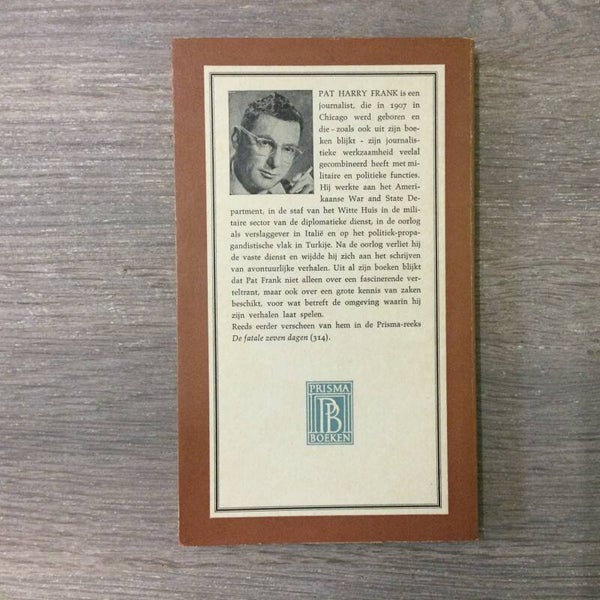 PAT HARRY FRANK is een
journalist, die in 1907 in
Chicago werd geboren en
die - zoals ook uit zijn boe-
ken blijkt - zijn journalis-
tieke werkzaamheid veelal
gecombineerd heeft met mi-
litaire en politieke functies.
Hij werkte aan het Ameri-
kaanse War and State De-
partment, in de staf van het Witte Huis in de mili-
taire sector van de diplomatieke dienst, in de oorlog
als verslaggever in Italië en op het politiek-propa-
gandistische vlak in Turkije. Na de oorlog verliet hij
de vaste dienst en wijdde hij zich aan het schrijven
van avontuurlijke verhalen. Uit al zijn boeken blijkt
dat Pat Frank niet alleen over een fascinerende ver-
teltrant, maar ook over een grote kennis van zaken
beschikt, voor wat betreft de omgeving waarin hij
zijn verhalen laat spelen.
Reeds eerder verscheen van hem in de Prisma-reeks
De fatale zeven dagen (314).
PRISMA
PB
BOEKEN